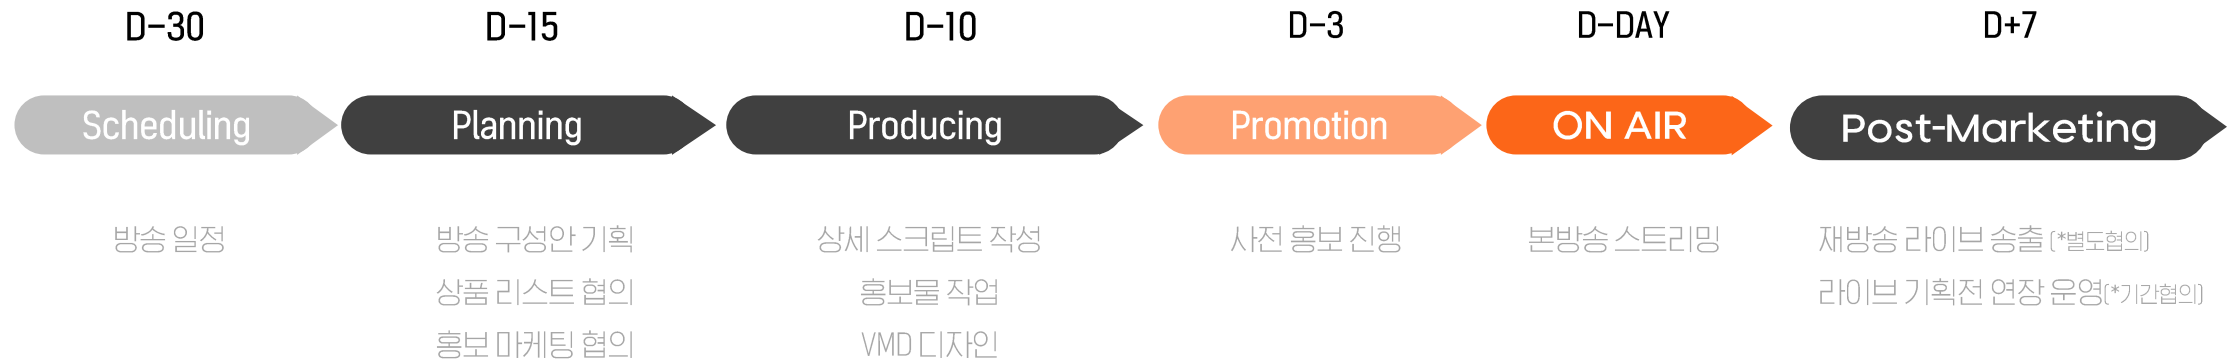 D-30 D-15 D-10 D-3 D-DAY D+7
Scheduling Planning Producing Promotion ON AIR Post-Marketing
방송 일정 방송 구성안 기획 상세 스크립트 작성 사전 홍보 진행 본방송 스트리밍 재방송 라이브 송출 (*별도협의)
상품 리스트 협의 홍보물 작업 라이브 기획전 연장 운영(*기간협의)
홍보 마케팅 협의 VMD 디자인